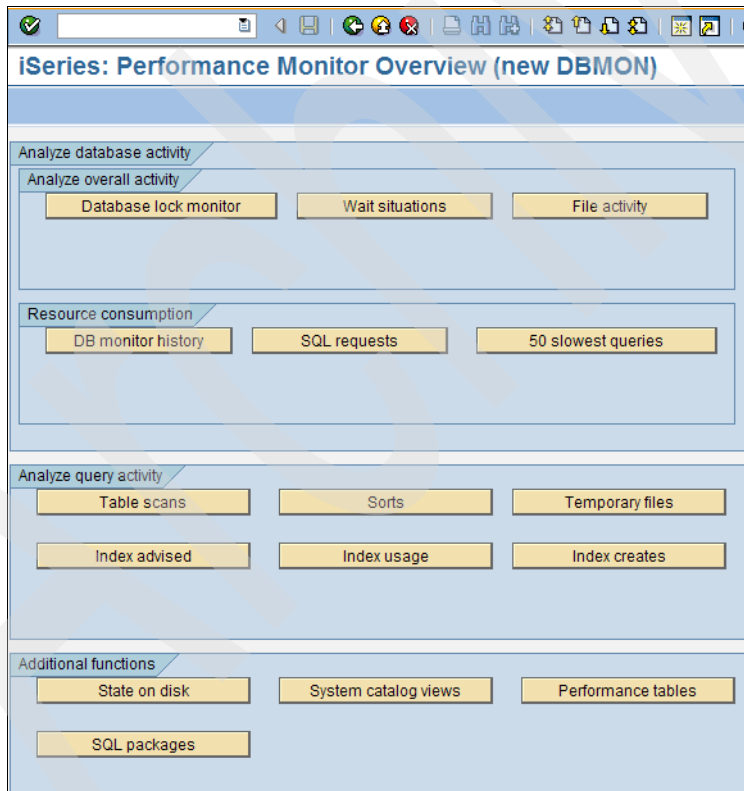 iSeries: Performance Monitor Overview (new DBMON)
Analyze database activity
Analyze overall activity
Database lock monitor Wait situations File activity
Resource consumption
DB monitor history SQL requests 50 slowest queries
Analyze query activity
Table scans Sorts Temporary files
Index advised Index usage Index creates
Additional functions
State on disk System catalog views Performance tables
SQL packages